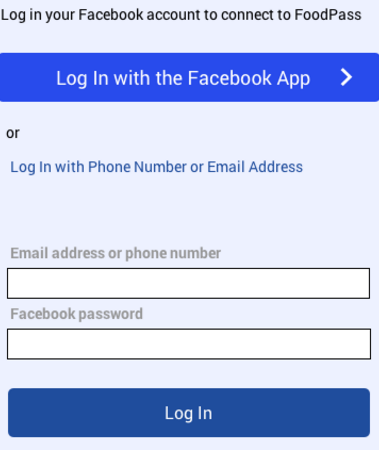 Log in your Facebook account to connect to FoodPass
Log In with the Facebook App
or
Log In with Phone Number or Email Address
Email address or phone number
Facebook password
Log In